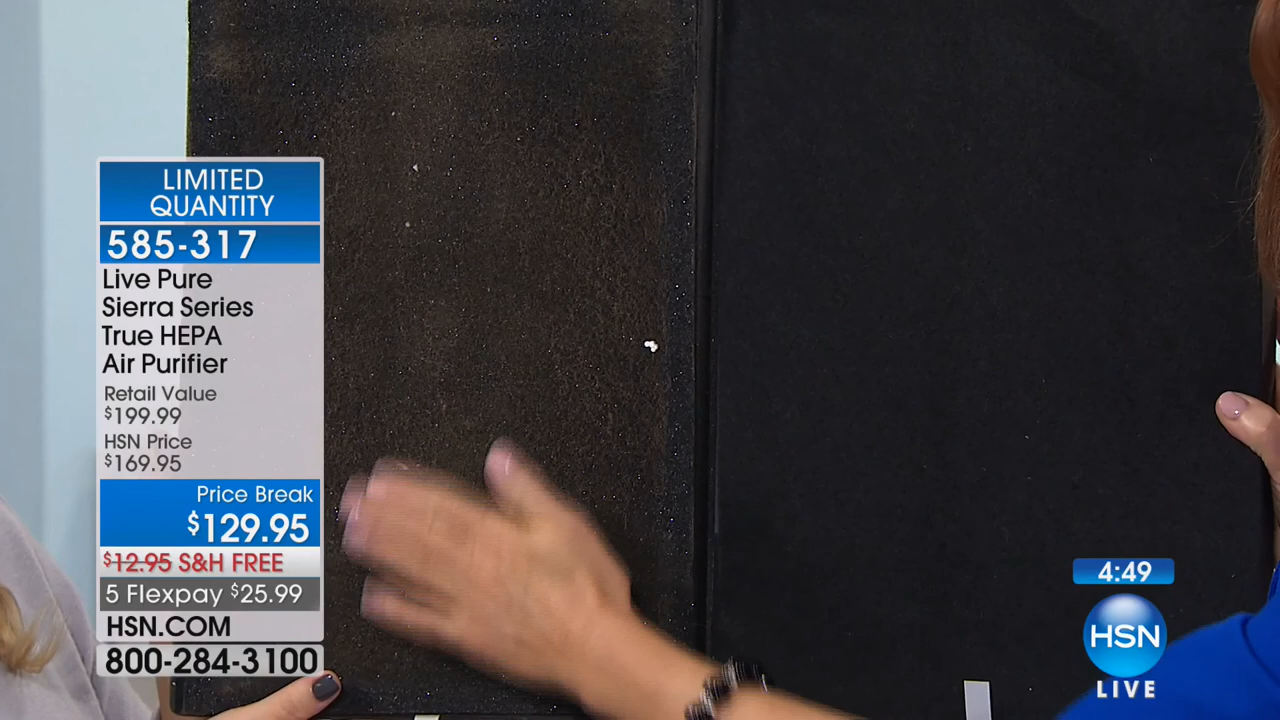 LIMITED
QUANTITY
585-317
Live Pure
Sierra Series
True HEPA
Air Purifier
Retail Value
$199.99
HSN Price
$169.95
Price Break
$129.95
$12.95 S&H FREE
5 Flexpay $25.99
HSN.COM
800-284-3100
4:49
HSN
LIVE